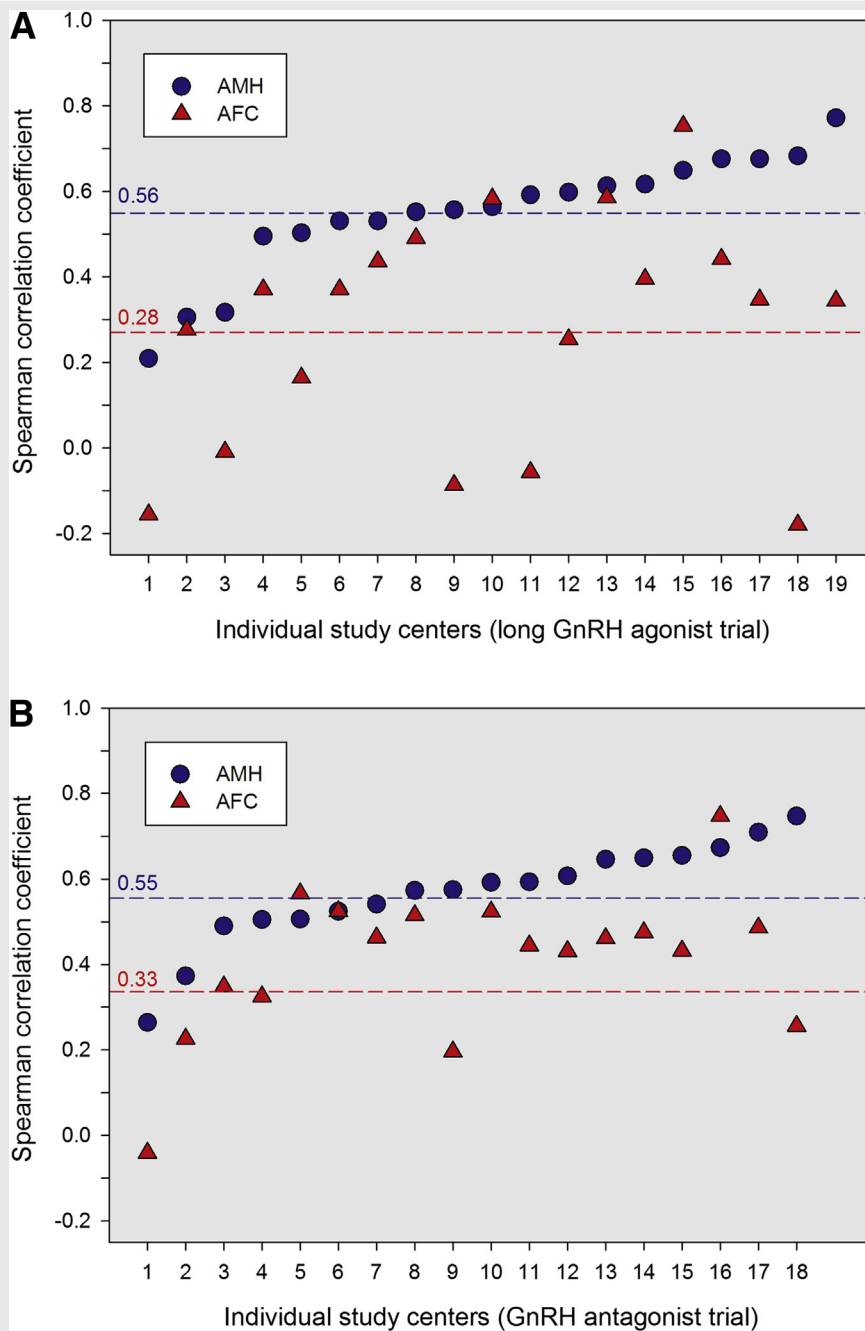 A
1.0
0.8
0.6
0.4
0.2
0.0
-0.2
Spearman correlation coefficient
AMH
AFC
0.56
0.28
1 2 3 4 5 6 7 8 9 10 11 12 13 14 15 16 17 18 19
Individual study centers (long GnRH agonist trial)
B
1.0
0.8
0.6
0.4
0.2
0.0
-0.2
Spearman correlation coefficient
AMH
AFC
0.55
0.33
1 2 3 4 5 6 7 8 9 10 11 12 13 14 15 16 17 18
Individual study centers (GnRH antagonist trial)